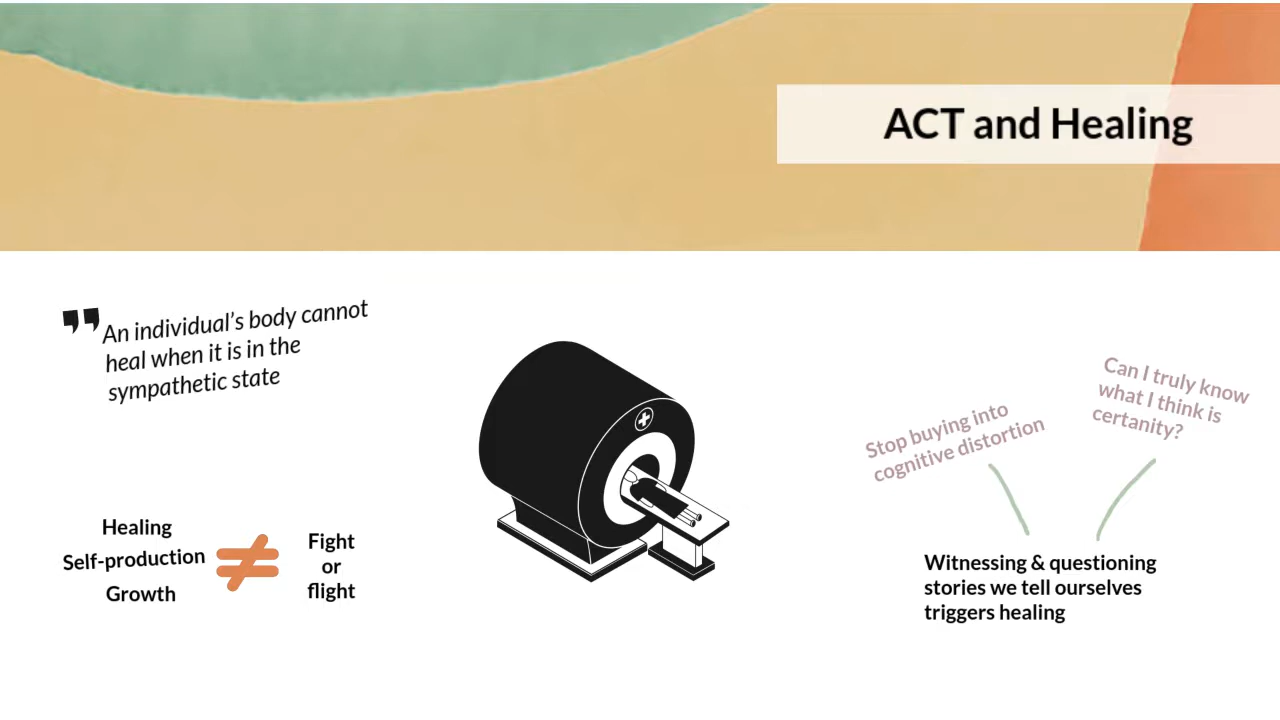 ACT and Healing
❜❜ An individual's body cannot
heal when it is in the
sympathetic state
Healing
Self-production
Growth
≠
Fight
or
flight
Stop buying into
cognitive distortion
Can I truly know
what I think is
certanity?
Witnessing & questioning
stories we tell ourselves
triggers healing